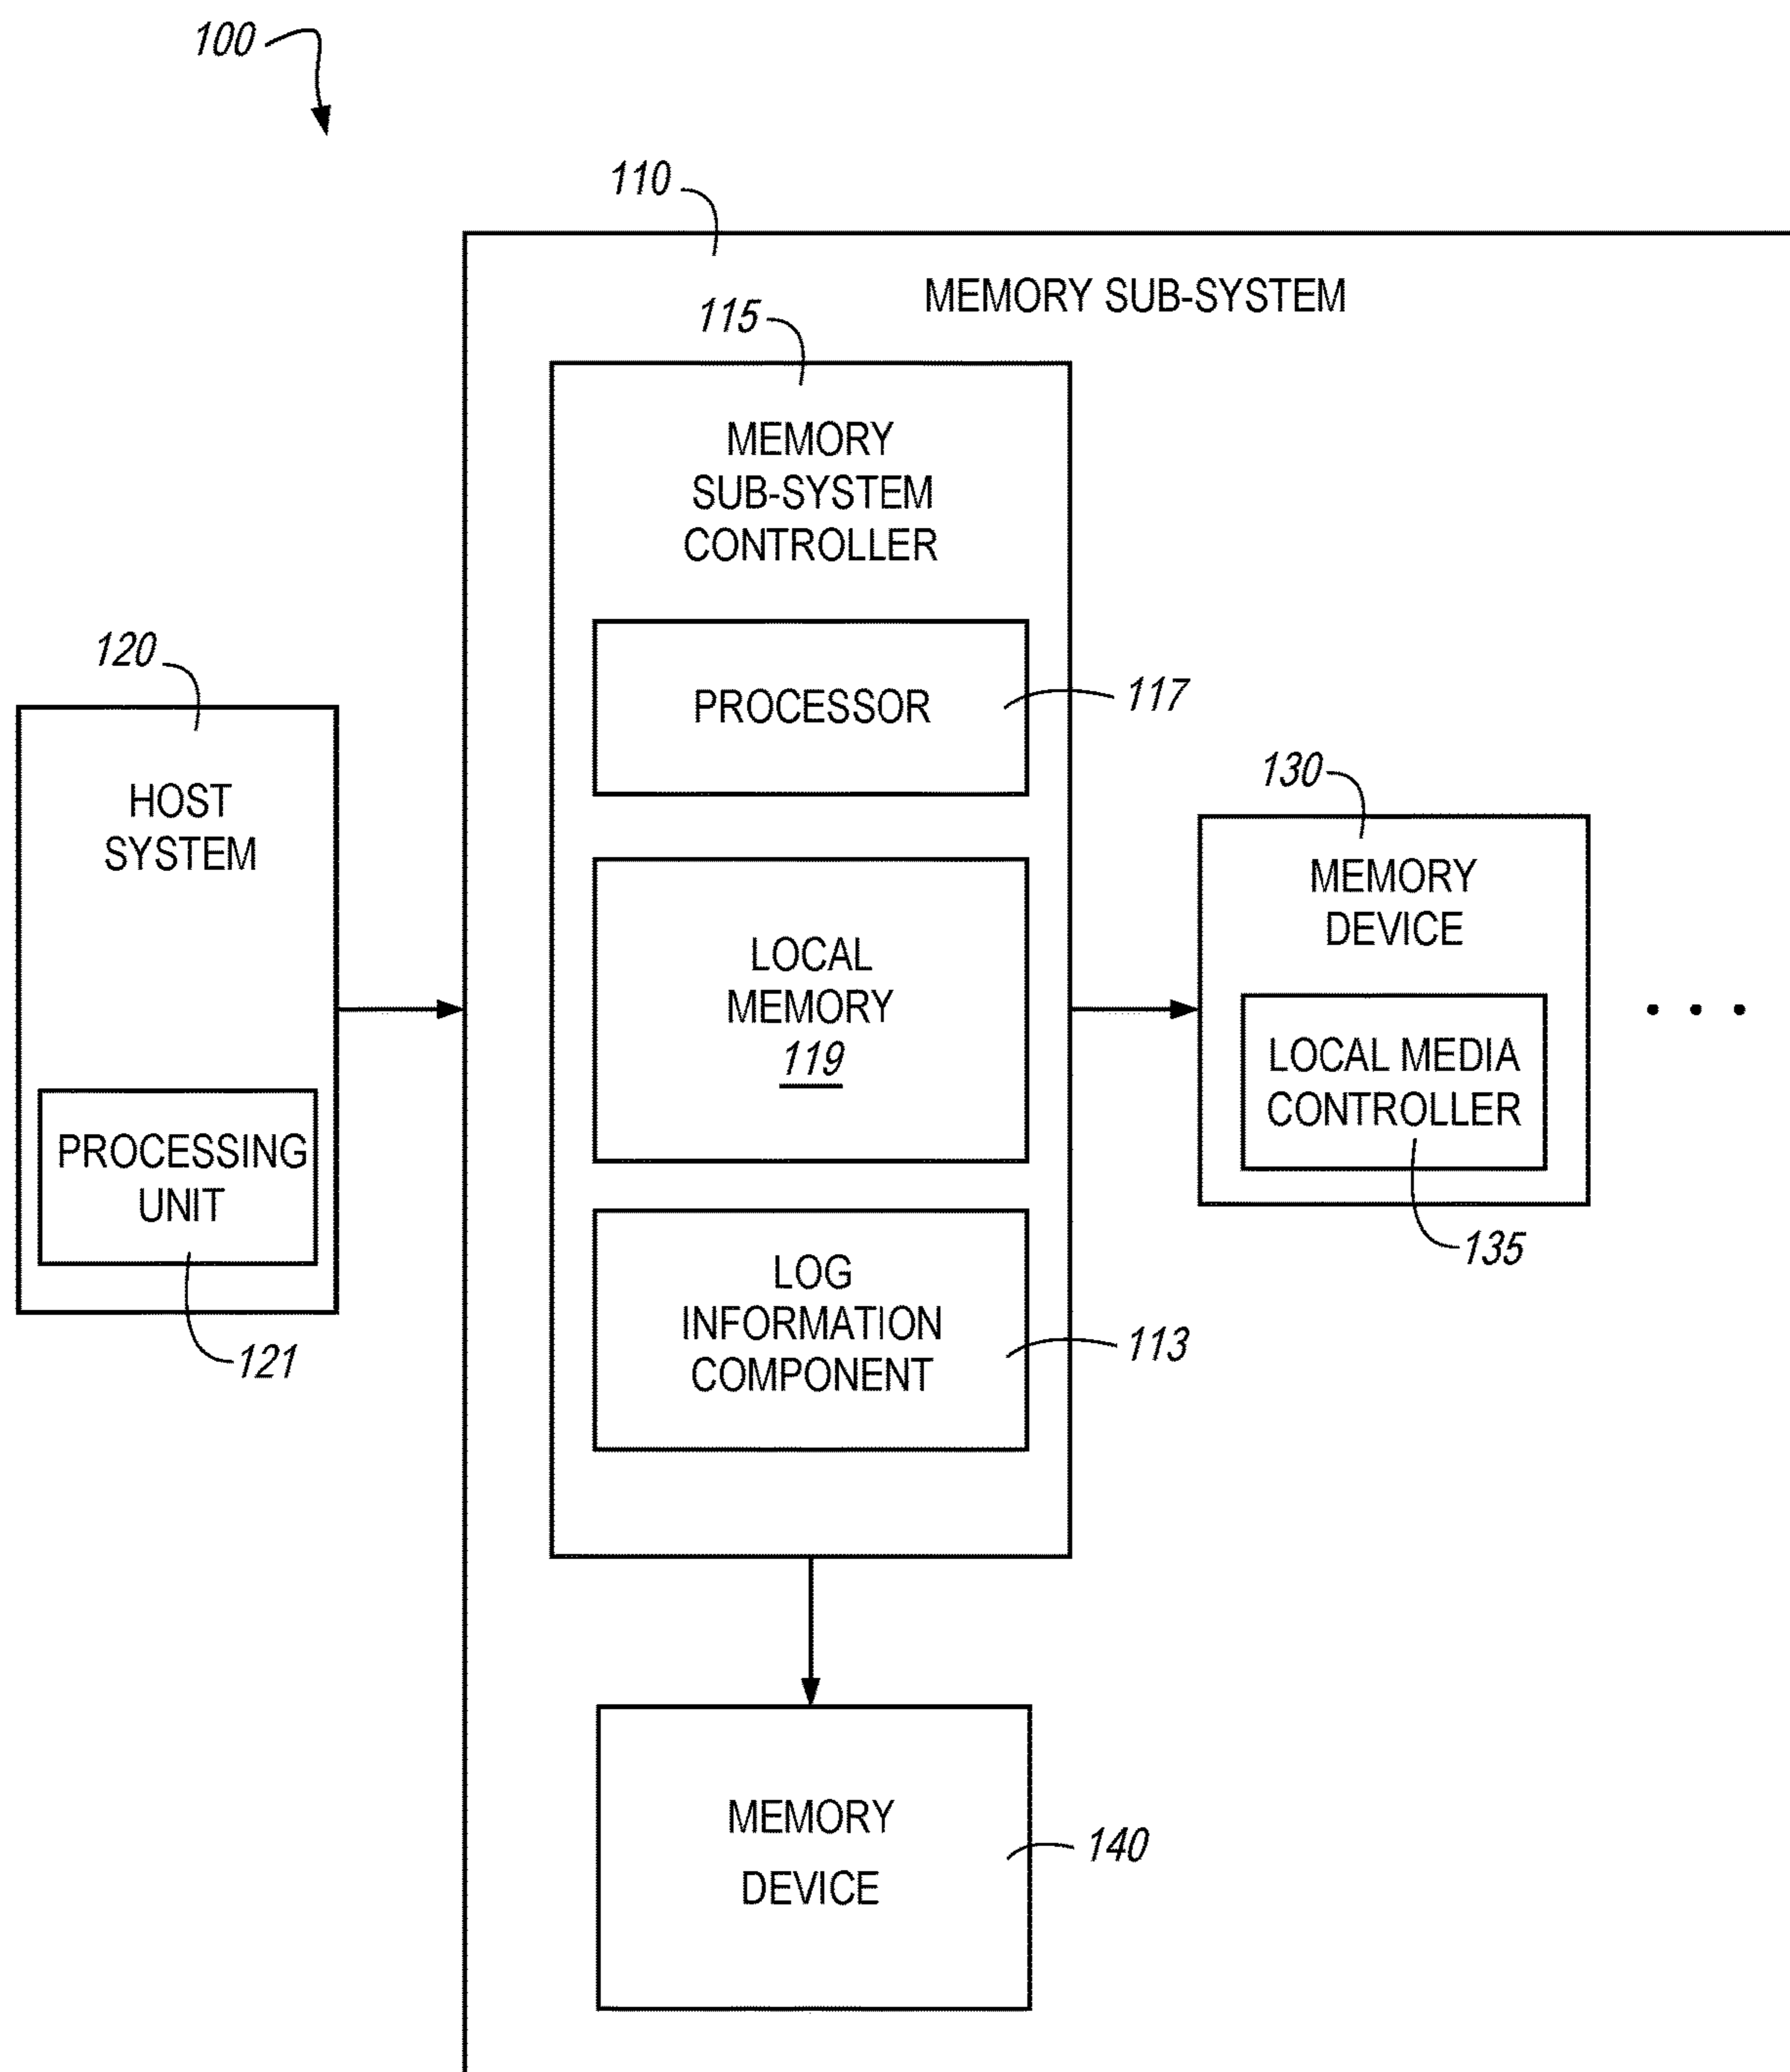 100
110
MEMORY SUB-SYSTEM
115
MEMORY
SUB-SYSTEM
CONTROLLER
120
PROCESSOR
117
HOST
SYSTEM
130
MEMORY
DEVICE
LOCAL
MEMORY
119
. . .
LOCAL MEDIA
CONTROLLER
PROCESSING
UNIT
135
121
LOG
INFORMATION
COMPONENT
113
MEMORY
DEVICE
140